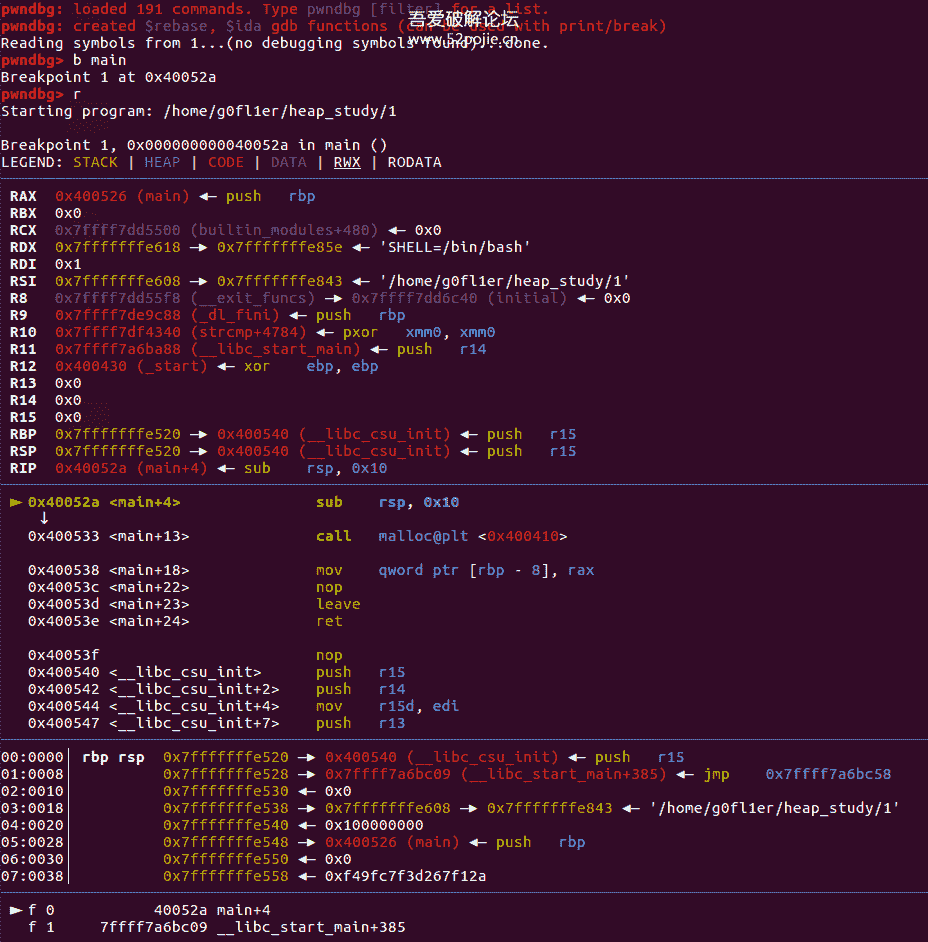 pwndbg: loaded 191 commands. Type pwndbg [filter] for a list.
吾爱破解论坛
pwndbg: created $rebase, $ida gdb functions (can be used with print/break)
www.52pojie.cn
Reading symbols from 1...(no debugging symbols found)...done.
pwndbg> b main
Breakpoint 1 at 0x40052a
pwndbg> r
Starting program: /home/g0fl1er/heap_study/1
Breakpoint 1, 0x000000000040052a in main ()
LEGEND: STACK | HEAP | CODE | DATA | RWX | RODATA
RAX 0x400526 (main) ◂— push rbp
RBX 0x0
RCX 0x7ffff7dd5500 (builtin_modules+480) ◂— 0x0
RDX 0x7fffffffe618 —▸ 0x7fffffffe85e ◂— 'SHELL=/bin/bash'
RDI 0x1
RSI 0x7fffffffe608 —▸ 0x7fffffffe843 ◂— '/home/g0fl1er/heap_study/1'
R8 0x7ffff7dd55f8 (__exit_funcs) —▸ 0x7ffff7dd6c40 (initial) ◂— 0x0
R9 0x7ffff7de9c88 (_dl_fini) ◂— push rbp
R10 0x7ffff7df4340 (strcmp+4784) ◂— pxor xmm0, xmm0
R11 0x7ffff7a6ba88 (__libc_start_main) ◂— push r14
R12 0x400430 (_start) ◂— xor ebp, ebp
R13 0x0
R14 0x0
R15 0x0
RBP 0x7fffffffe520 —▸ 0x400540 (__libc_csu_init) ◂— push r15
RSP 0x7fffffffe520 —▸ 0x400540 (__libc_csu_init) ◂— push r15
RIP 0x40052a (main+4) ◂— sub rsp, 0x10
► 0x40052a <main+4> sub rsp, 0x10
↓
0x400533 <main+13> call malloc@plt <0x400410>
0x400538 <main+18> mov qword ptr [rbp - 8], rax
0x40053c <main+22> nop
0x40053d <main+23> leave
0x40053e <main+24> ret
0x40053f nop
0x400540 <__libc_csu_init> push r15
0x400542 <__libc_csu_init+2> push r14
0x400544 <__libc_csu_init+4> mov r15d, edi
0x400547 <__libc_csu_init+7> push r13
00:0000│ rbp rsp 0x7fffffffe520 —▸ 0x400540 (__libc_csu_init) ◂— push r15
01:0008│ 0x7fffffffe528 —▸ 0x7ffff7a6bc09 (__libc_start_main+385) ◂— jmp 0x7ffff7a6bc58
02:0010│ 0x7fffffffe530 ◂— 0x0
03:0018│ 0x7fffffffe538 —▸ 0x7fffffffe608 —▸ 0x7fffffffe843 ◂— '/home/g0fl1er/heap_study/1'
04:0020│ 0x7fffffffe540 ◂— 0x100000000
05:0028│ 0x7fffffffe548 —▸ 0x400526 (main) ◂— push rbp
06:0030│ 0x7fffffffe550 ◂— 0x0
07:0038│ 0x7fffffffe558 ◂— 0xf49fc7f3d267f12a
► f 0 40052a main+4
f 1 7ffff7a6bc09 __libc_start_main+385